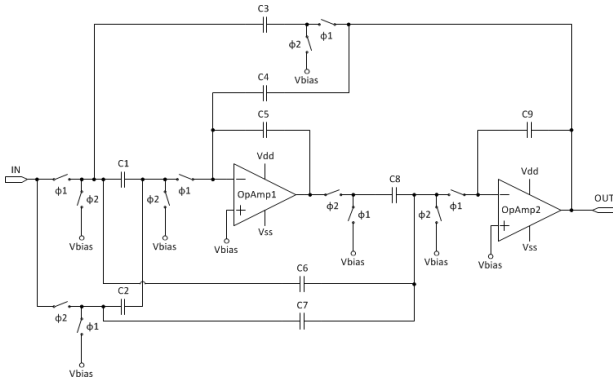 C3
ϕ1
ϕ2
Vbias
C4
C5
C9
IN
C1
Vdd
C8
Vdd
ϕ1
ϕ2
ϕ2
ϕ1
OpAmp1
ϕ2
ϕ1
ϕ2
ϕ1
OpAmp2
OUT
Vbias
Vbias
Vbias
Vss
Vbias
Vbias
Vbias
Vss
C2
C6
ϕ2
ϕ1
C7
Vbias